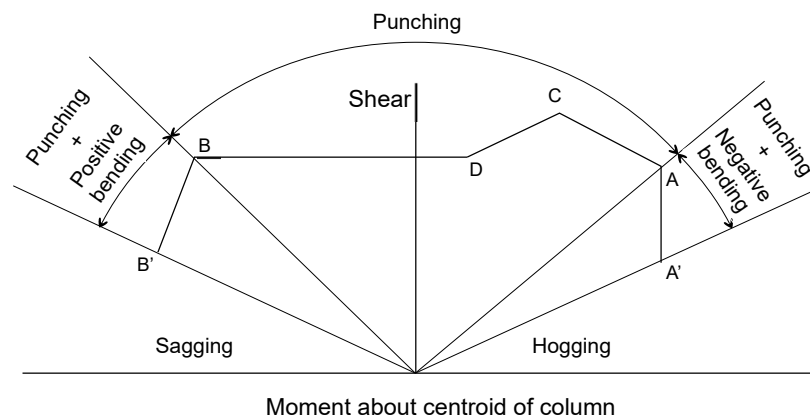 Punching
Shear
C
B
D
A
Punching
+
Positive
bending
Punching
+
Negative
bending
B’
A’
Sagging
Hogging
Moment about centroid of column